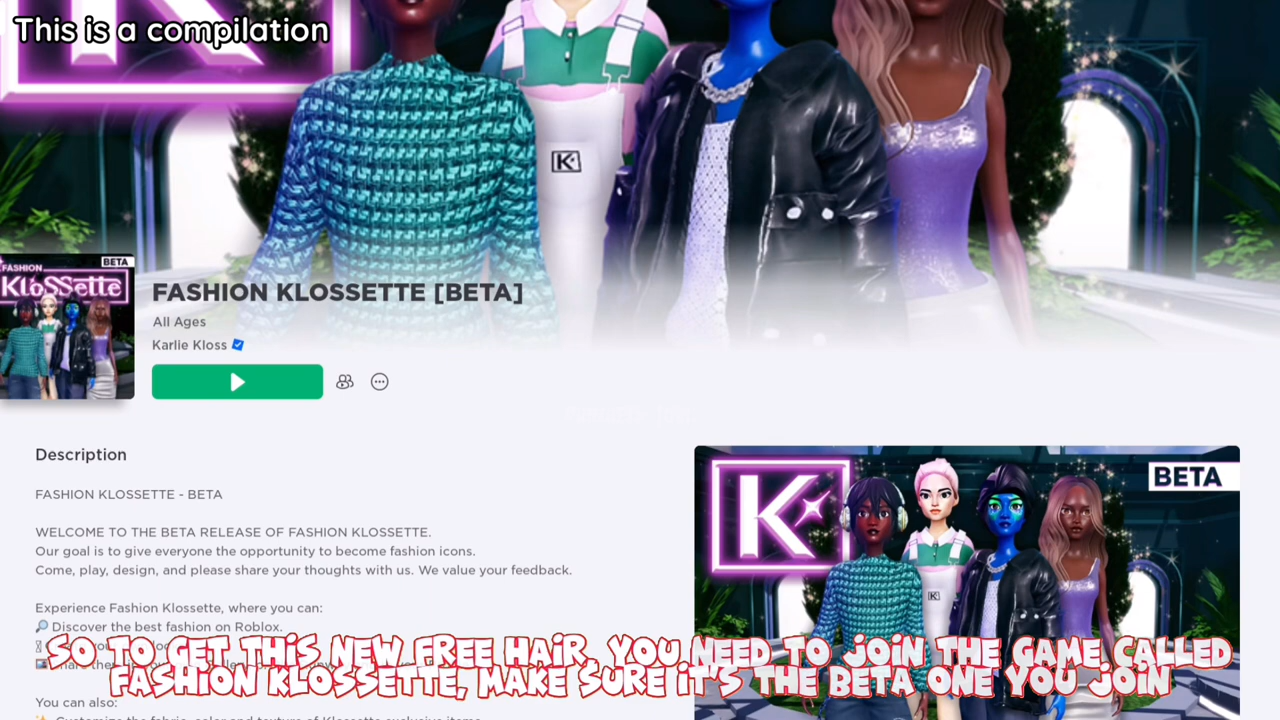 This is a compilation
K
BETA
FASHION
Klossette
FASHION KLOSSETTE [BETA]
All Ages
Karlie Kloss
Description
FASHION KLOSSETTE - BETA
WELCOME TO THE BETA RELEASE OF FASHION KLOSSETTE.
Our goal is to give everyone the opportunity to become fashion icons.
Come, play, design, and please share your thoughts with us. We value your feedback.
Experience Fashion Klossette, where you can:
Discover the best fashion on Roblox.
You can also:
K
BETA
K
SO TO GET THIS NEW FREE HAIR, YOU NEED TO JOIN THE GAME CALLED
FASHION KLOSSETTE, MAKE SURE IT'S THE BETA ONE YOU JOIN